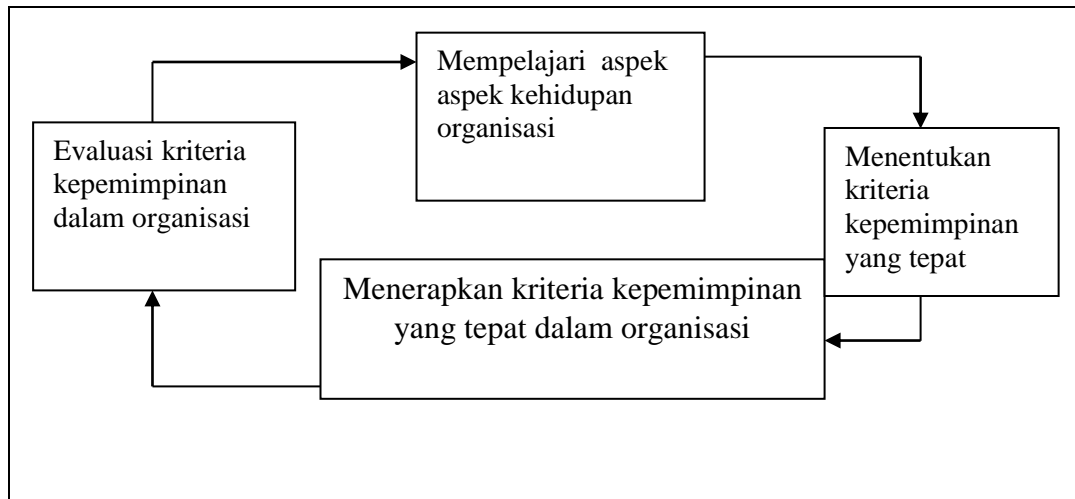 Mempelajari aspek
aspek kehidupan
organisasi
Evaluasi kriteria
kepemimpinan
dalam organisasi
Menentukan
kriteria
kepemimpinan
yang tepat
Menerapkan kriteria kepemimpinan
yang tepat dalam organisasi